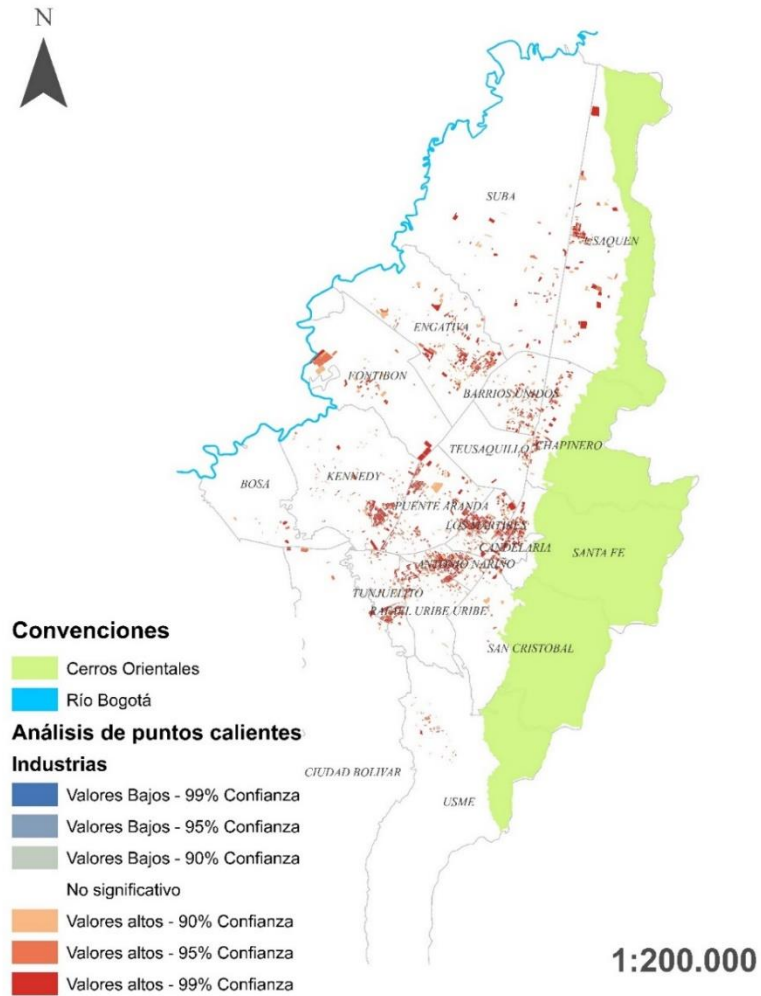 N
SUBA
USAQUEN
ENGATIVA
FONTIBON
BARRIOS UNIDOS
TEUSAQUILLO
CHAPINERO
BOSA
KENNEDY
PUENTE ARANDA
LOS MARTIRES
CANDELARIA
SANTA FE
ANTONIO NARIÑO
TUNJUELITO
RAFAEL URIBE URIBE
SAN CRISTOBAL
CIUDAD BOLIVAR
USME
Convenciones
Cerros Orientales
Río Bogotá
Análisis de puntos calientes
Industrias
Valores Bajos - 99% Confianza
Valores Bajos - 95% Confianza
Valores Bajos - 90% Confianza
No significativo
Valores altos - 90% Confianza
Valores altos - 95% Confianza
Valores altos - 99% Confianza
1:200.000